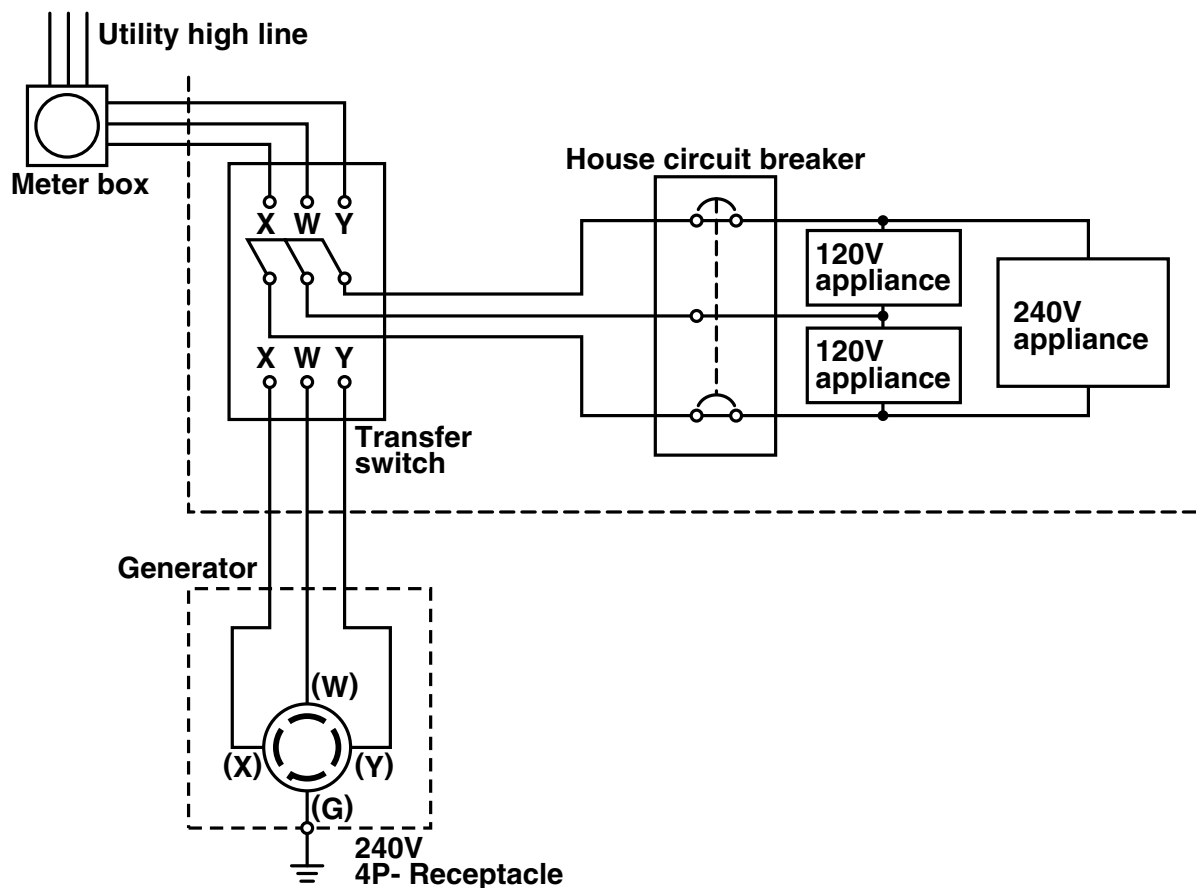 Utility high line
Meter box
House circuit breaker
X W Y
120V
appliance
240V
appliance
120V
appliance
X W Y
Transfer
switch
Generator
(W)
(X)
(Y)
(G)
240V
4P- Receptacle